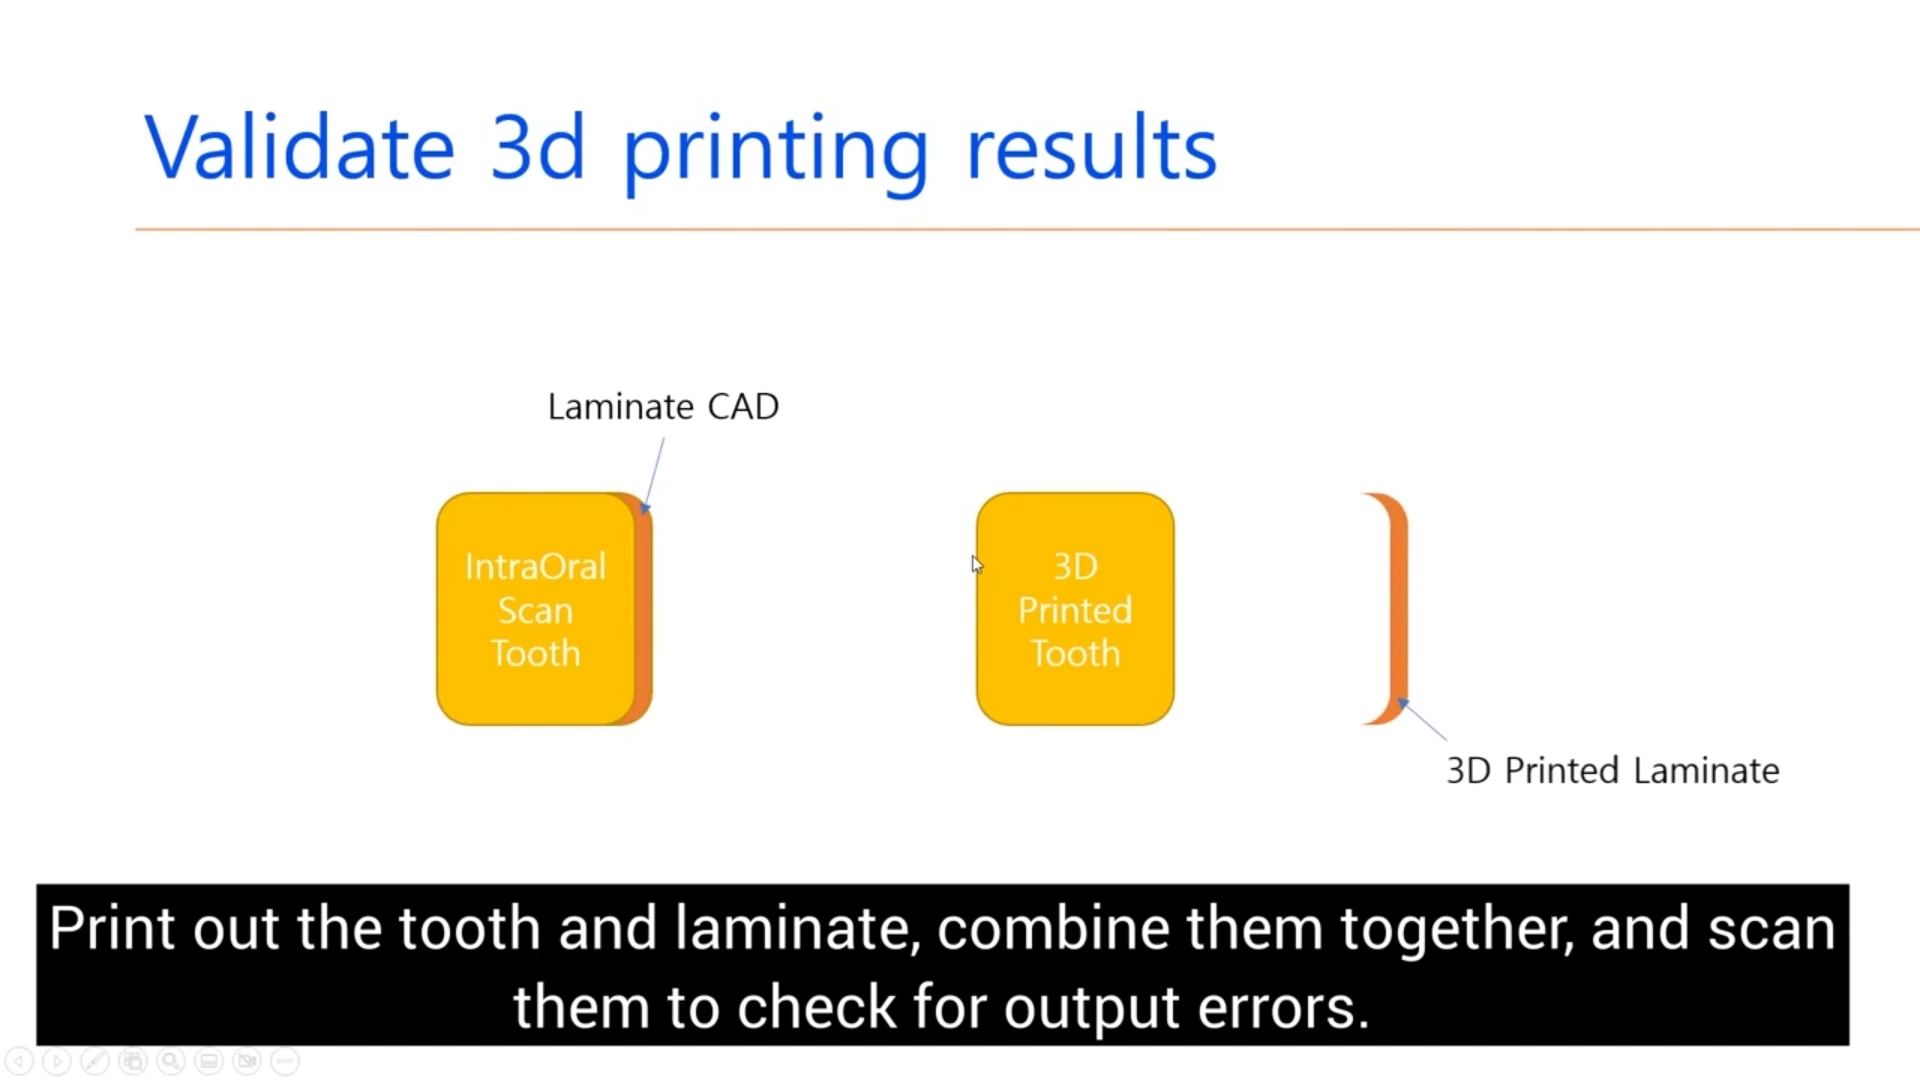 Validate 3d printing results
Laminate CAD
IntraOral
Scan
Tooth
3D
Printed
Tooth
3D Printed Laminate
Print out the tooth and laminate, combine them together, and scan
them to check for output errors.